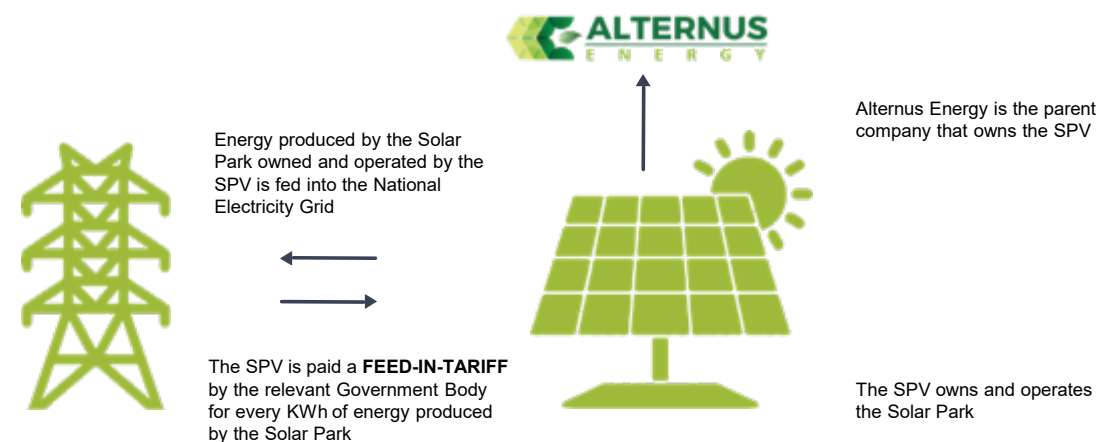 ALTERNUS
ENERGY
Alternus Energy is the parent
company that owns the SPV
Energy produced by the Solar
Park owned and operated by the
SPV is fed into the National
Electricity Grid
The SPV is paid a FEED-IN-TARIFF
by the relevant Government Body
for every KWh of energy produced
by the Solar Park
The SPV owns and operates
the Solar Park